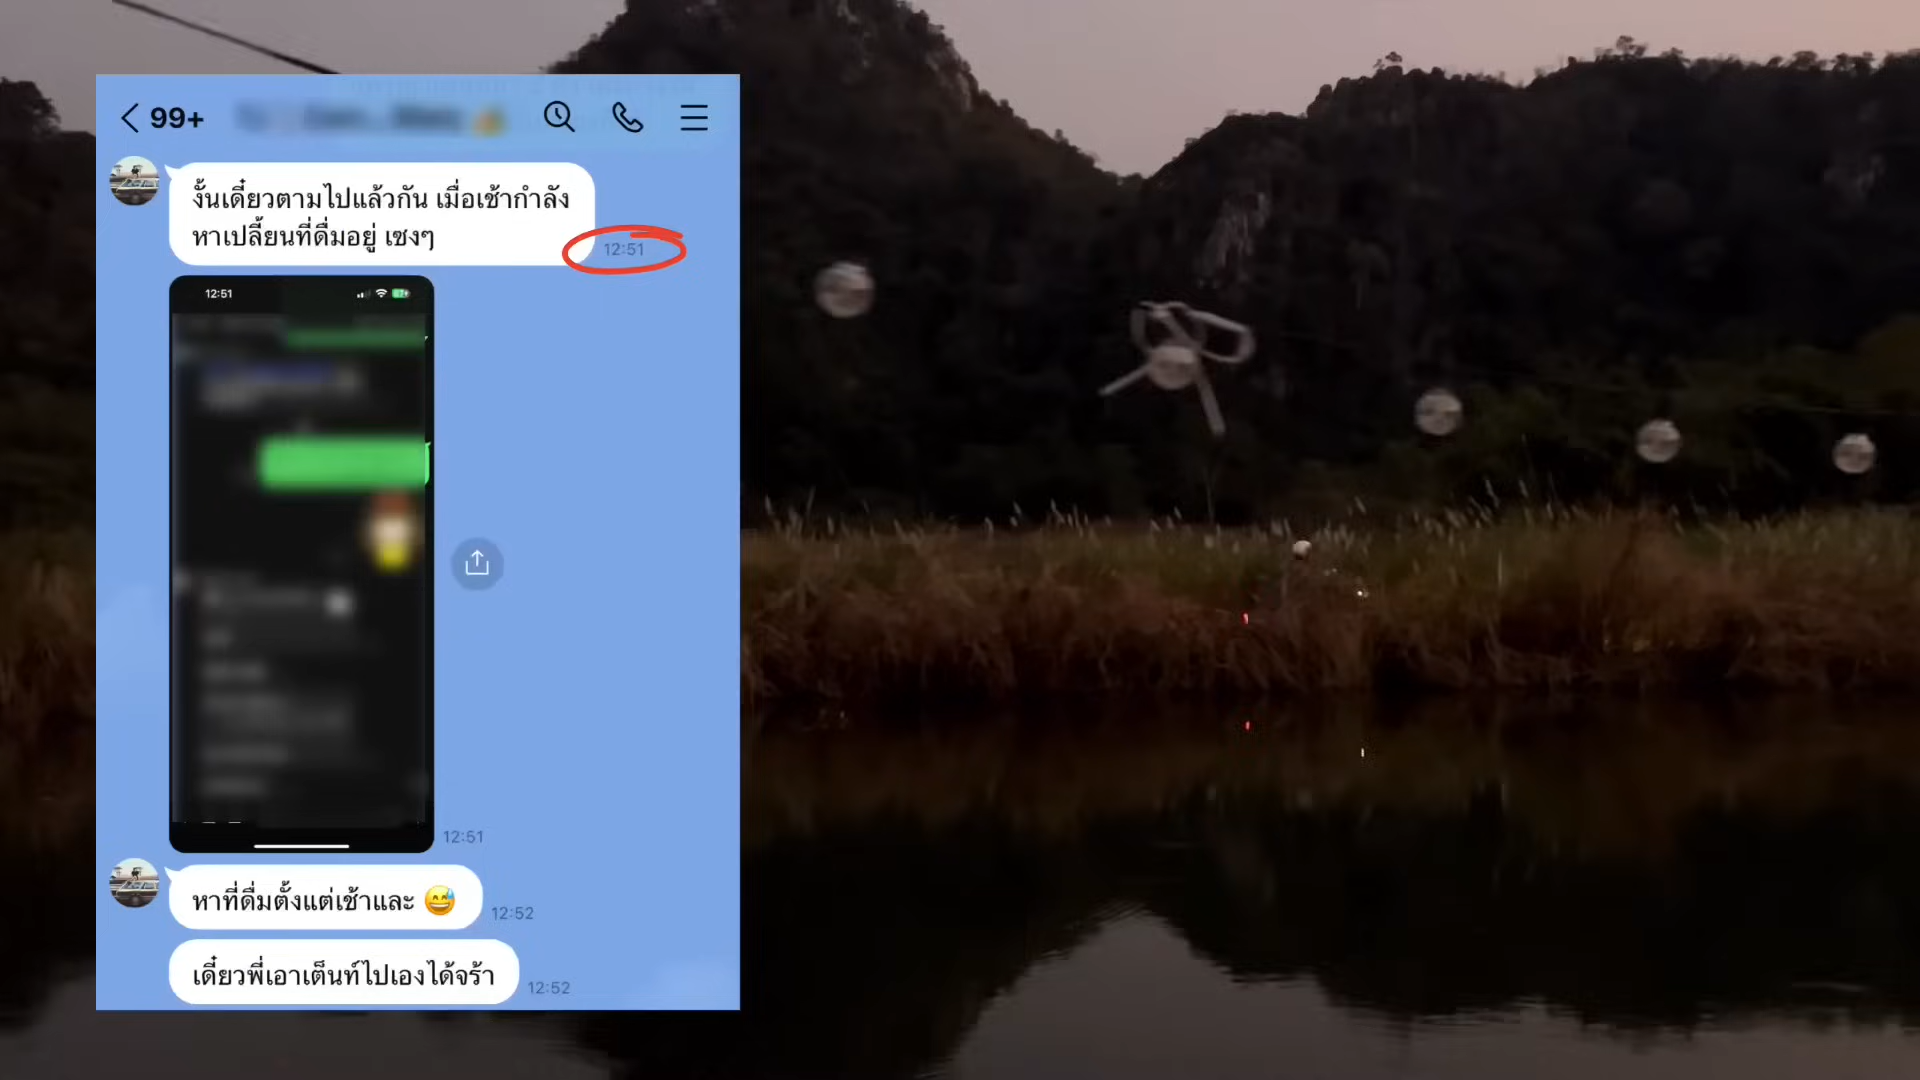 99+
งั้นเดี๋ยวตามไปแล้วกัน เมื่อเช้ากำลัง
หาเปลี้ยนที่ดื่มอยู่ เซงๆ
12:51
12:51
12:51
หาที่ดื่มตั้งแต่เช้าและ 😅
12:52
เดี๋ยวพี่เอาเต็นท์ไปเองได้จร้า
12:52